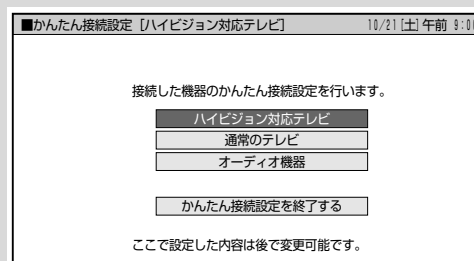 ■かんたん接続設定［ハイビジョン対応テレビ］ 10/21[土]午前 9:0
接続した機器のかんたん接続設定を行います。
ハイビジョン対応テレビ
通常のテレビ
オーディオ機器
かんたん接続設定を終了する
ここで設定した内容は後で変更可能です。